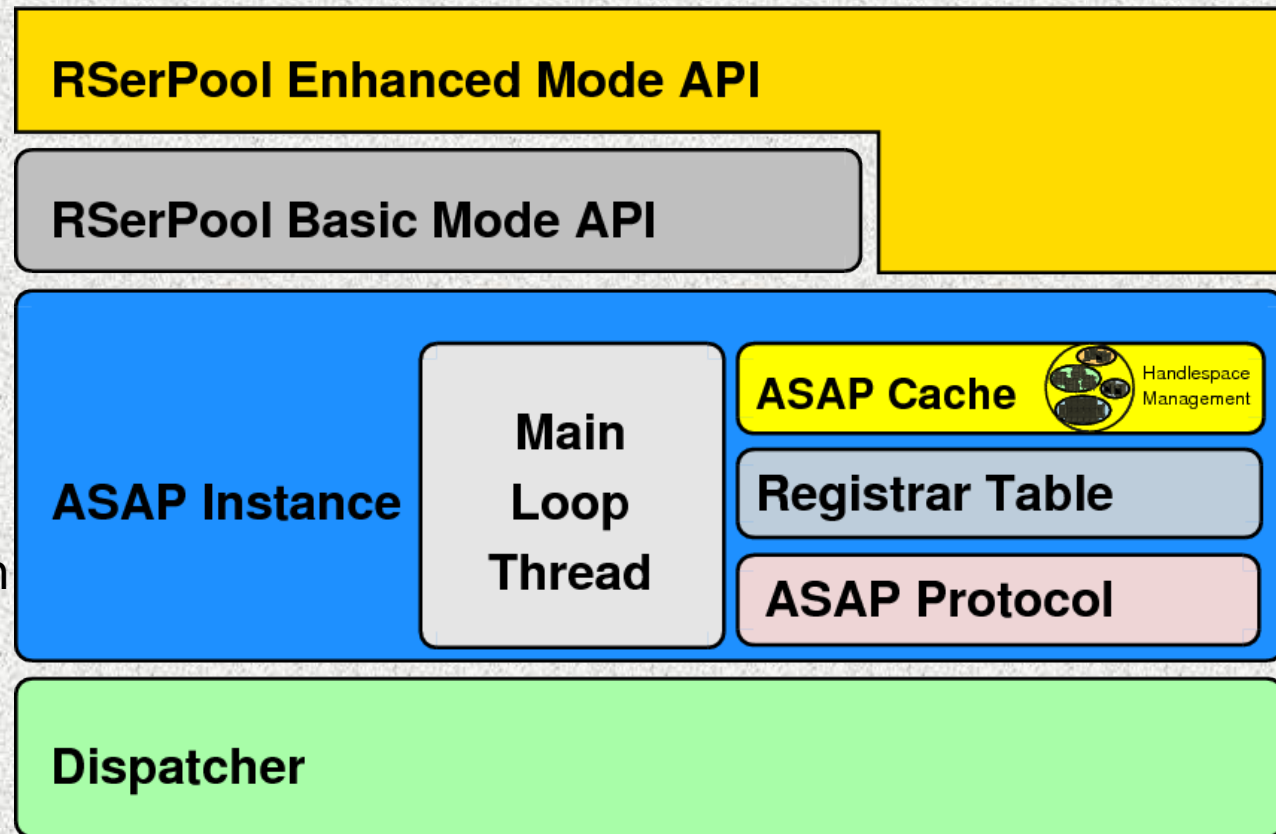 RSerPool Enhanced Mode API
RSerPool Basic Mode API
ASAP Instance
Main
Loop
Thread
ASAP Cache
Handlespace
Management
Registrar Table
ASAP Protocol
Dispatcher